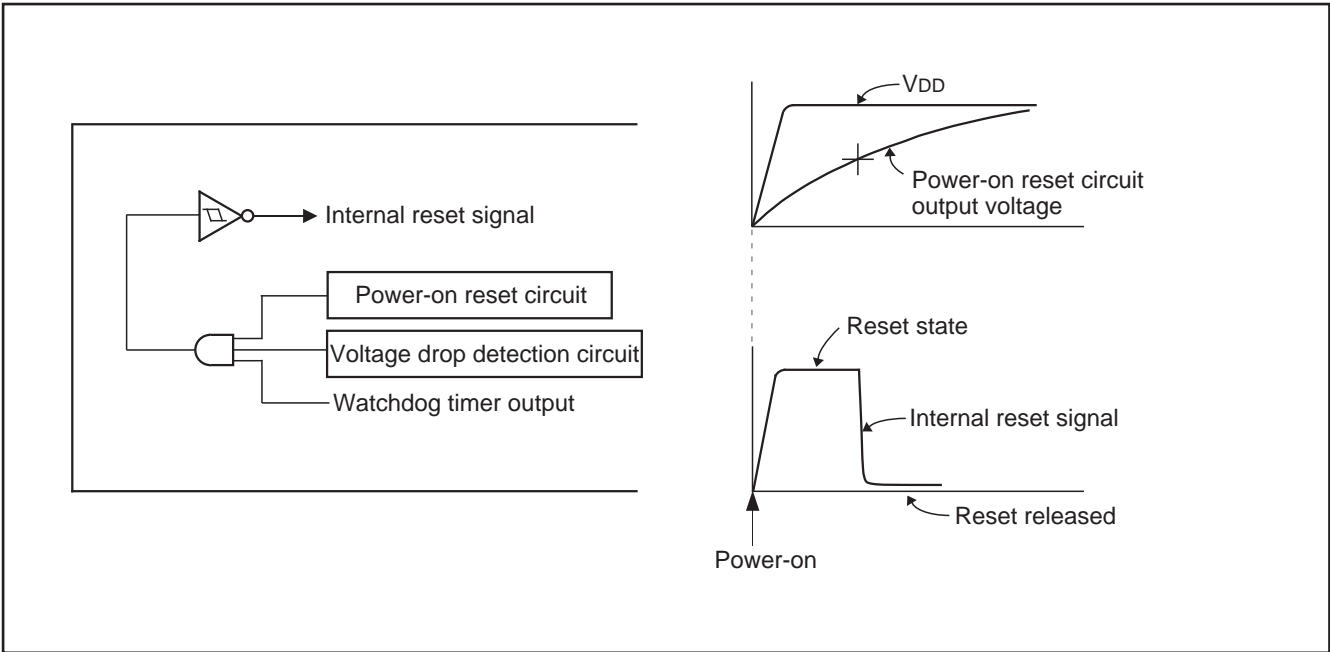 Internal reset signal
Power-on reset circuit
Voltage drop detection circuit
Watchdog timer output
VDD
Power-on reset circuit
output voltage
Reset state
Internal reset signal
Reset released
Power-on